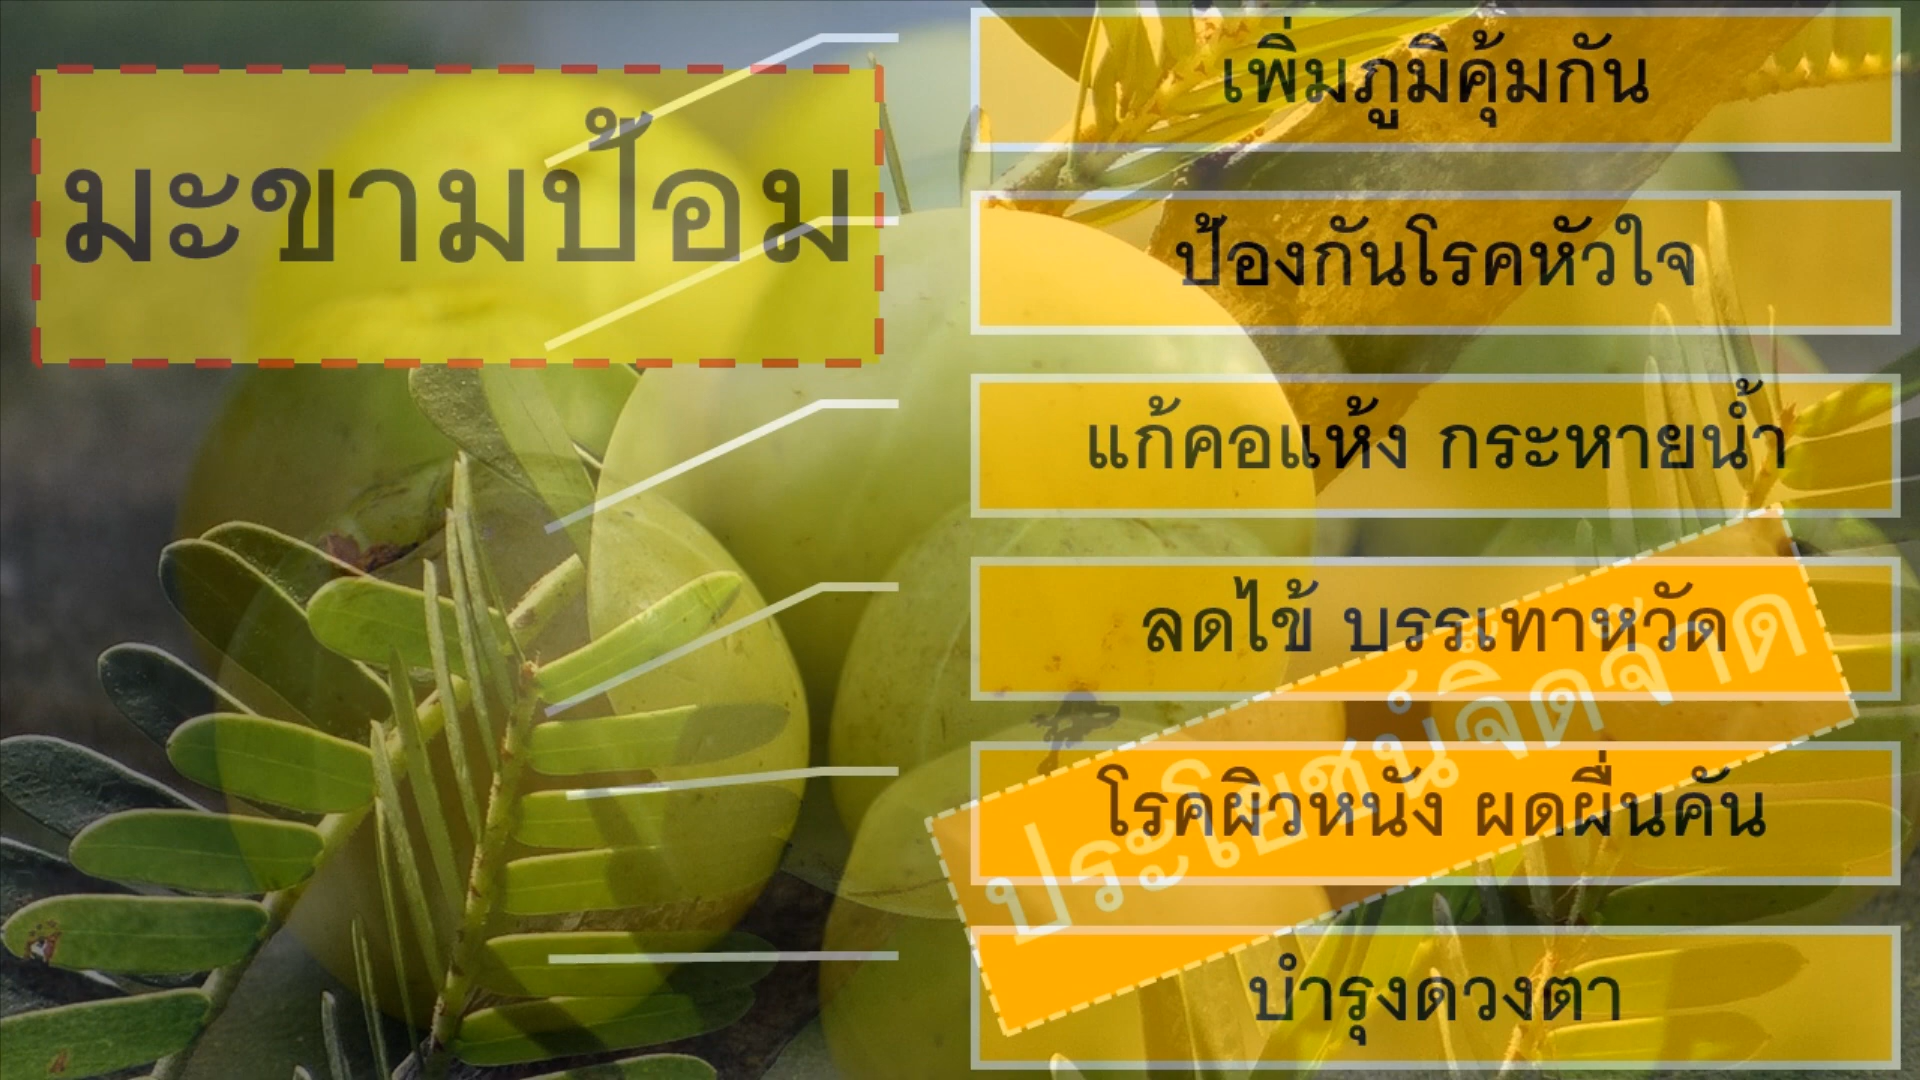 มะขามป้อม
เพิ่มภูมิคุ้มกัน
ป้องกันโรคหัวใจ
แก้คอแห้ง กระหายน้ำ
ลดไข้ บรรเทาหวัด
ประโยชน์จี๊ดจ๊าด
โรคผิวหนัง ผดผื่นคัน
บำรุงดวงตา